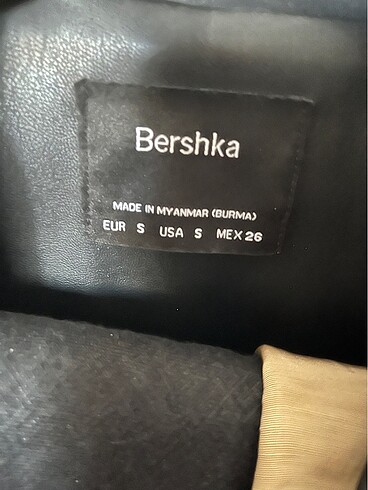 Bershka
MADE IN MYANMAR (BURMA)
EUR S USA S MEX 26